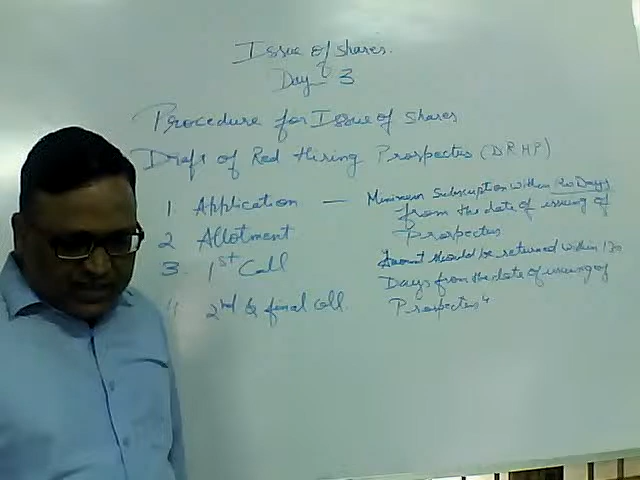 Issue of shares.
Day 3
Procedure for Issue of shares
Draft of Red Hiring Prospectus (DRHP)
1 Application — Minimum Subscription within Days
from the date of issuing of
2 Allotment Prospectus
3. 1st Call Amount should be returned within 130
Days from the date of issuing of
4 2nd & final Call. Prospectus"